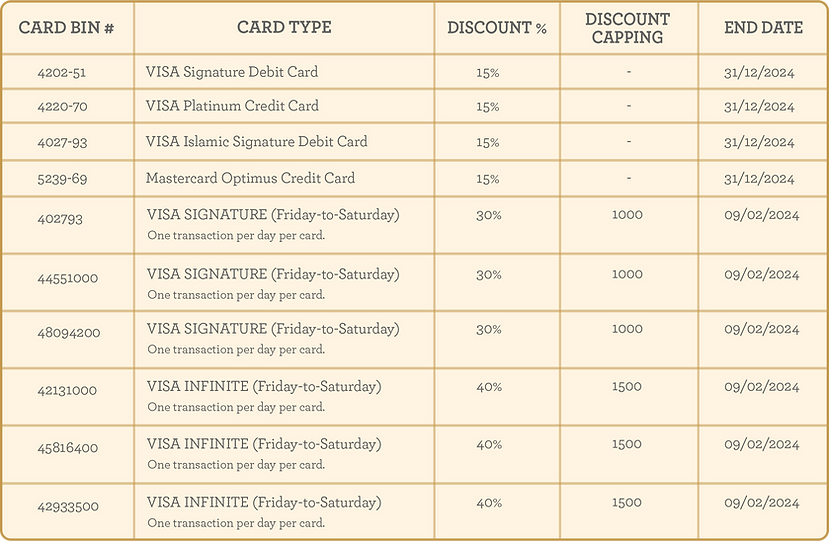 CARD BIN # CARD TYPE DISCOUNT % DISCOUNT CAPPING END DATE
4202-51 VISA Signature Debit Card 15% - 31/12/2024
4220-70 VISA Platinum Credit Card 15% - 31/12/2024
4027-93 VISA Islamic Signature Debit Card 15% - 31/12/2024
5239-69 Mastercard Optimus Credit Card 15% - 31/12/2024
402793 VISA SIGNATURE (Friday-to-Saturday) 30% 1000 09/02/2024
One transaction per day per card.
44551000 VISA SIGNATURE (Friday-to-Saturday) 30% 1000 09/02/2024
One transaction per day per card.
48094200 VISA SIGNATURE (Friday-to-Saturday) 30% 1000 09/02/2024
One transaction per day per card.
42131000 VISA INFINITE (Friday-to-Saturday) 40% 1500 09/02/2024
One transaction per day per card.
45816400 VISA INFINITE (Friday-to-Saturday) 40% 1500 09/02/2024
One transaction per day per card.
42933500 VISA INFINITE (Friday-to-Saturday) 40% 1500 09/02/2024
One transaction per day per card.